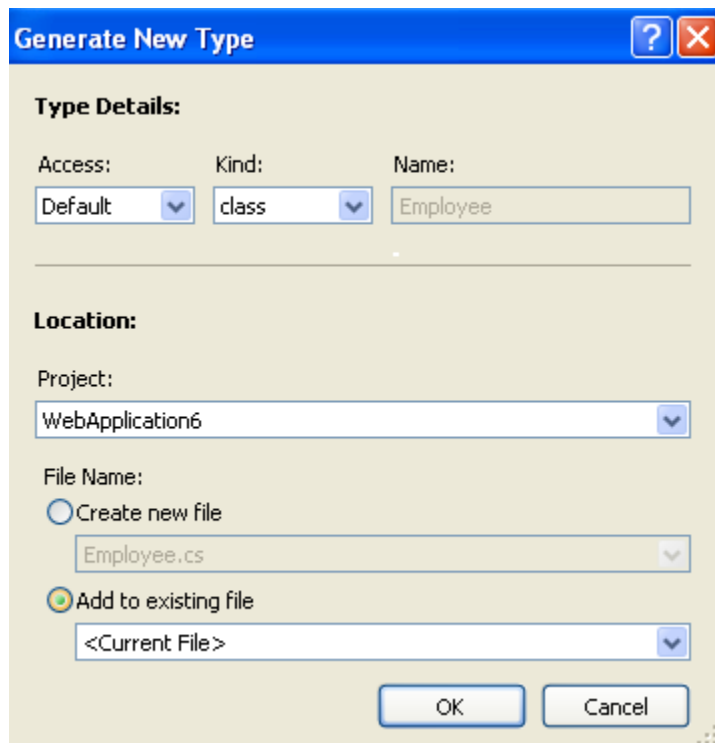 Generate New Type
Type Details:
Access: Kind: Name:
Default class Employee
Location:
Project:
WebApplication6
File Name:
Create new file
Employee.cs
Add to existing file
<Current File>
OK Cancel